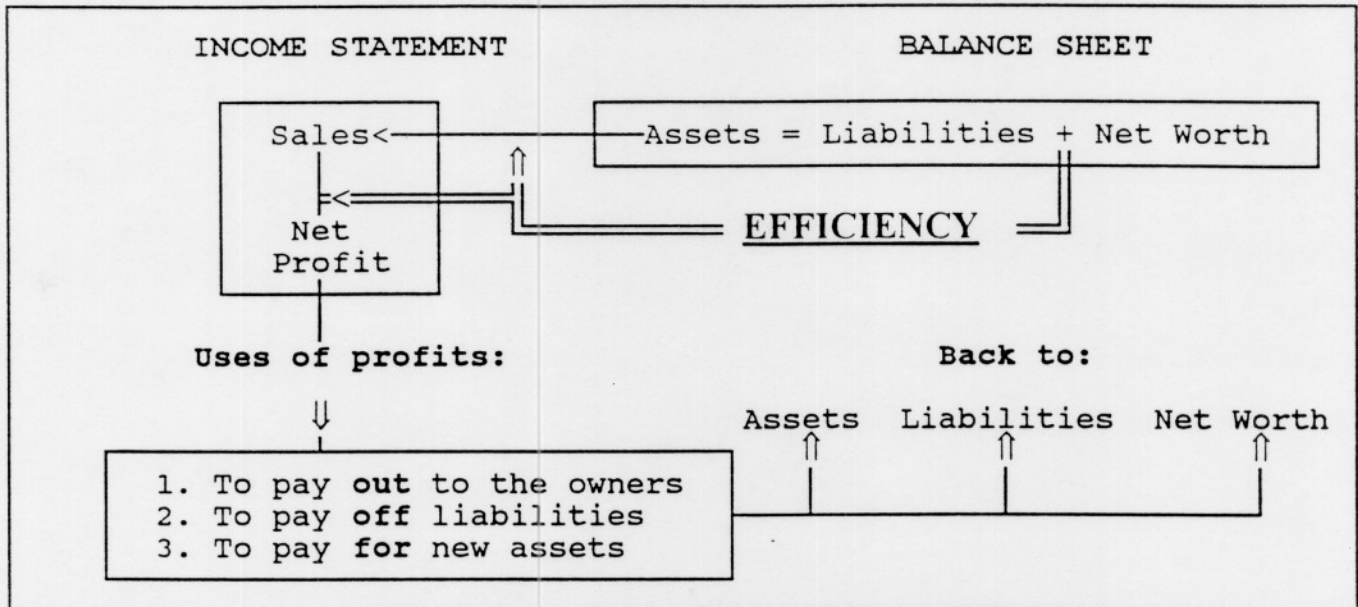 INCOME STATEMENT
BALANCE SHEET
Sales<
Assets = Liabilities + Net Worth
<
EFFICIENCY
Net
Profit
Uses of profits:
Back to:
⇓
Assets Liabilities Net Worth
⇑ ⇑ ⇑
1. To pay out to the owners
2. To pay off liabilities
3. To pay for new assets